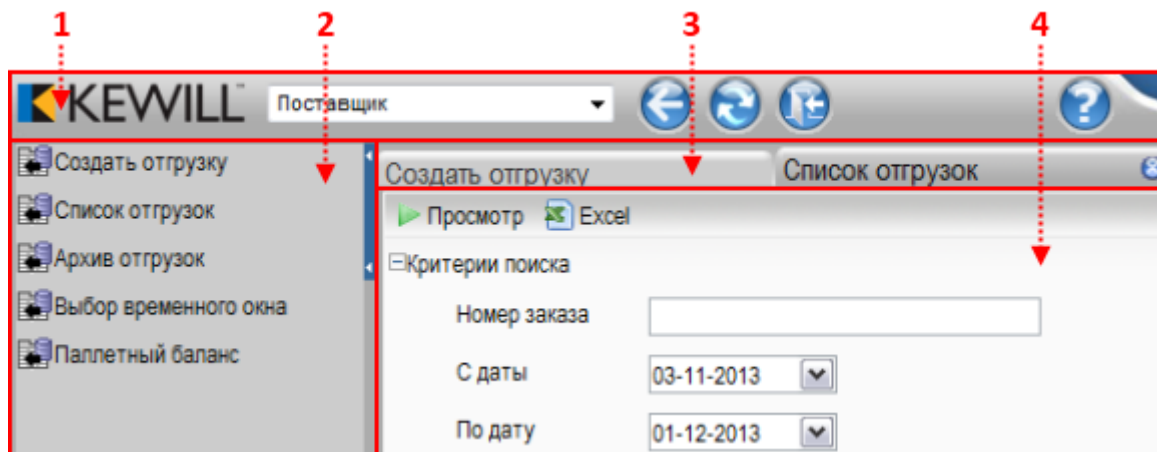 1 2 3 4
KEWILL™ Поставщик
Создать отгрузку
Список отгрузок
Архив отгрузок
Выбор временного окна
Паллетный баланс
Создать отгрузку Список отгрузок
Просмотр Excel
Критерии поиска
Номер заказа
С даты 03-11-2013
По дату 01-12-2013